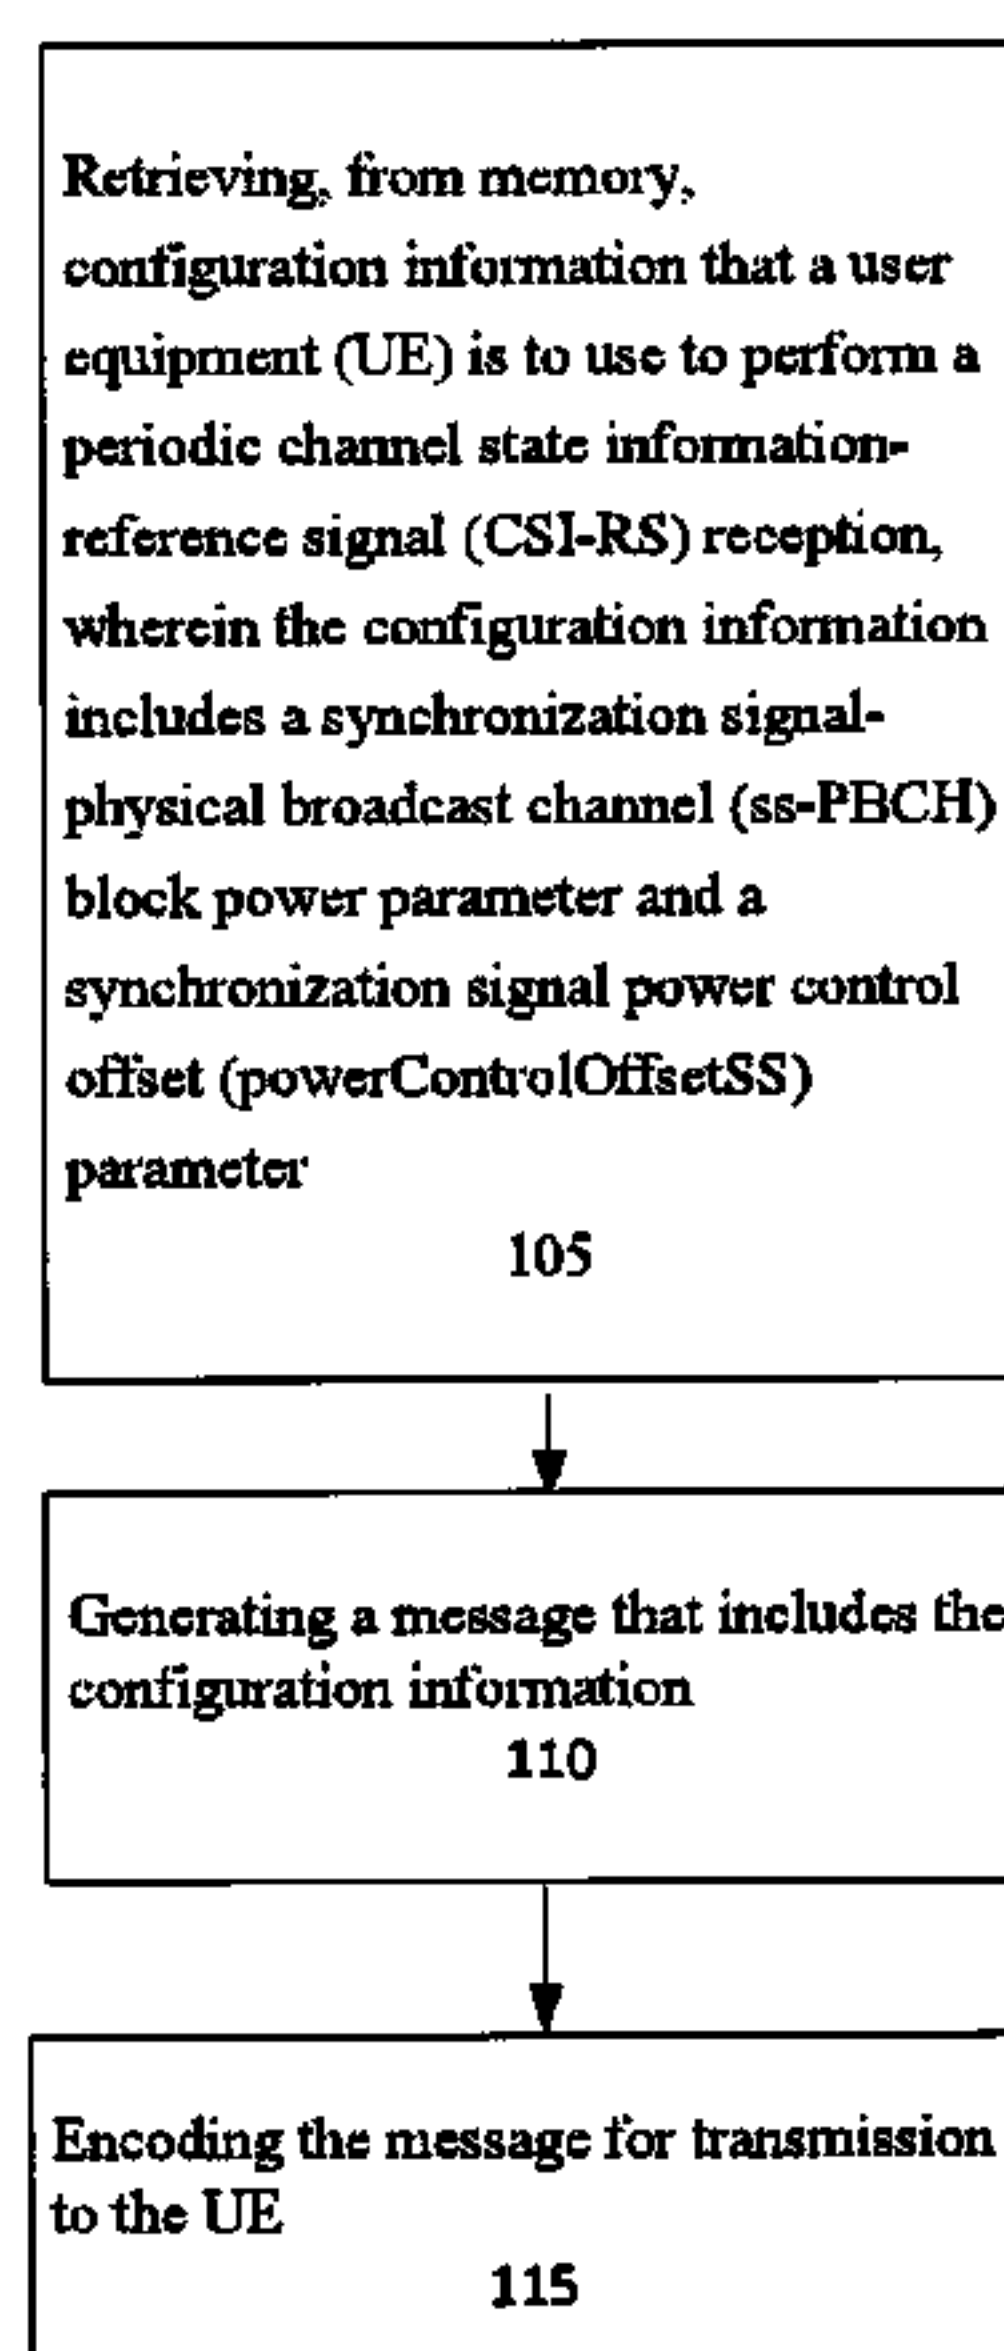 Retrieving, from memory,
configuration information that a user
equipment (UE) is to use to perform a
periodic channel state information-
reference signal (CSI-RS) reception,
wherein the configuration information
includes a synchronization signal-
physical broadcast channel (ss-PBCH)
block power parameter and a
synchronization signal power control
offset (powerControlOffsetSS)
parameter
105
Generating a message that includes the
configuration information
110
Encoding the message for transmission
to the UE
115